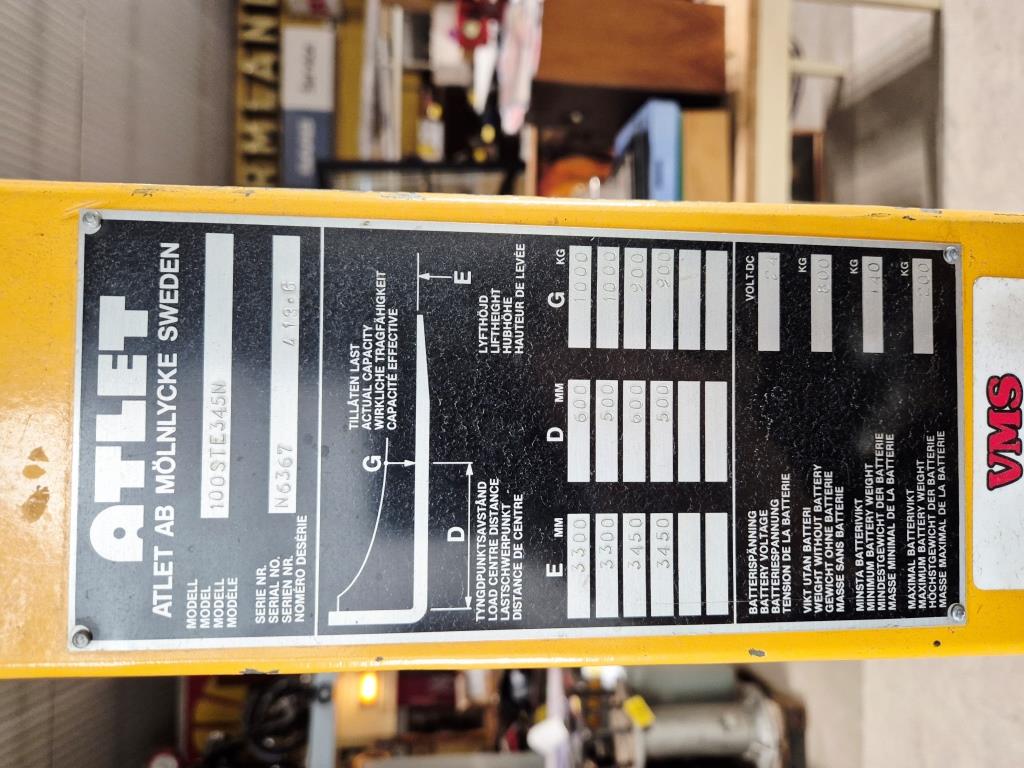 ATLET
ATLET AB MÖLNLYCKE SWEDEN
MODELL
MODEL
MODELL
MODÈLE
100STE345N
SERIE NR.
SERIAL NO.
SERIEN NR.
NOMÉRO DESÉRIE
N6367
TILLÅTEN LAST
ACTUAL CAPACITY
WIRKLICHE TRAGFÄHIGKEIT
CAPACITÉ EFFECTIVE
G
E
D
TYNGDPUNKTSAVSTÅND
LOAD CENTRE DISTANCE
LASTSCHWERPUNKT
DISTANCE DE CENTRE
LYFTHÖJD
LIFTHEIGHT
HUBHÖHE
HAUTEUR DE LEVÉE
E MM D MM G KG
3300 600 1000
3300 500 1000
3450 600 900
3450 500 900
BATTERISPÄNNING
BATTERY VOLTAGE
BATTERIESPANNUNG
TENSION DE LA BATTERIE
VOLT-DC
24
VIKT UTAN BATTERI
WEIGHT WITHOUT BATTERY
GEWICHT OHNE BATTERIE
MASSE SANS BATTERIE
KG
800
MINSTA BATTERIVIKT
MINIMUM BATTERY WEIGHT
MINDESTGEWICHT DER BATTERIE
MASSE MINIMALE DE LA BATTERIE
KG
140
MAXIMAL BATTERIVIKT
MAXIMUM BATTERY WEIGHT
HÖCHSTGEWICHT DER BATTERIE
MASSE MAXIMALE DE LA BATTERIE
KG
200
VMS